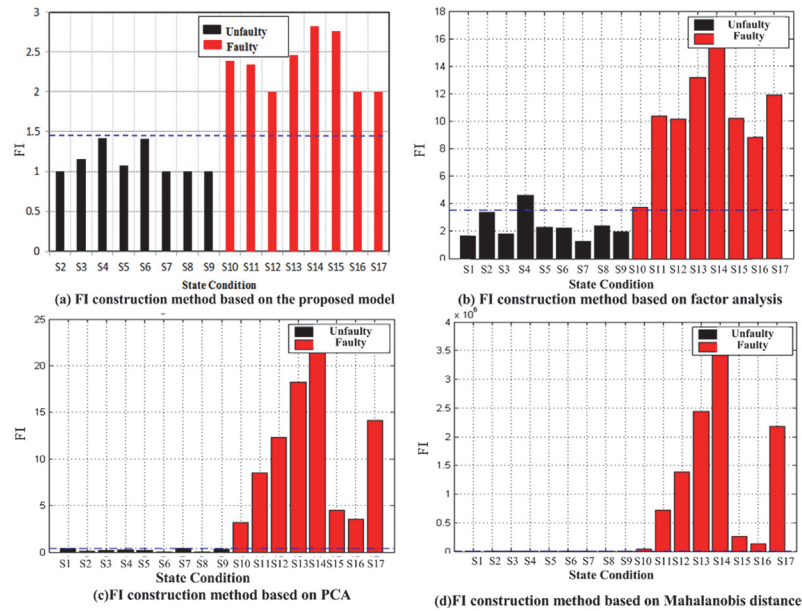 3
2.5
2
1.5
1
0.5
0
FI
Unfaulty
Faulty
S2 S3 S4 S5 S6 S7 S8 S9 S10 S11 S12 S13 S14 S15 S16 S17
State Condition
(a) FI construction method based on the proposed model
18
16
14
12
10
8
6
4
2
0
FI
Unfaulty
Faulty
S1 S2 S3 S4 S5 S6 S7 S8 S9 S10 S11 S12 S13 S14 S15 S16 S17
State Condition
(b) FI construction method based on factor analysis
25
20
15
10
5
0
FI
Unfaulty
Faulty
S1 S2 S3 S4 S5 S6 S7 S8 S9 S10 S11 S12 S13 S14 S15 S16 S17
State Condition
(c)FI construction method based on PCA
× 10⁶
4
3.5
3
2.5
2
1.5
1
0.5
0
FI
Unfaulty
Faulty
S1 S2 S3 S4 S5 S6 S7 S8 S9 S10 S11 S12 S13 S14 S15 S16 S17
State Condition
(d)FI construction method based on Mahalanobis distance